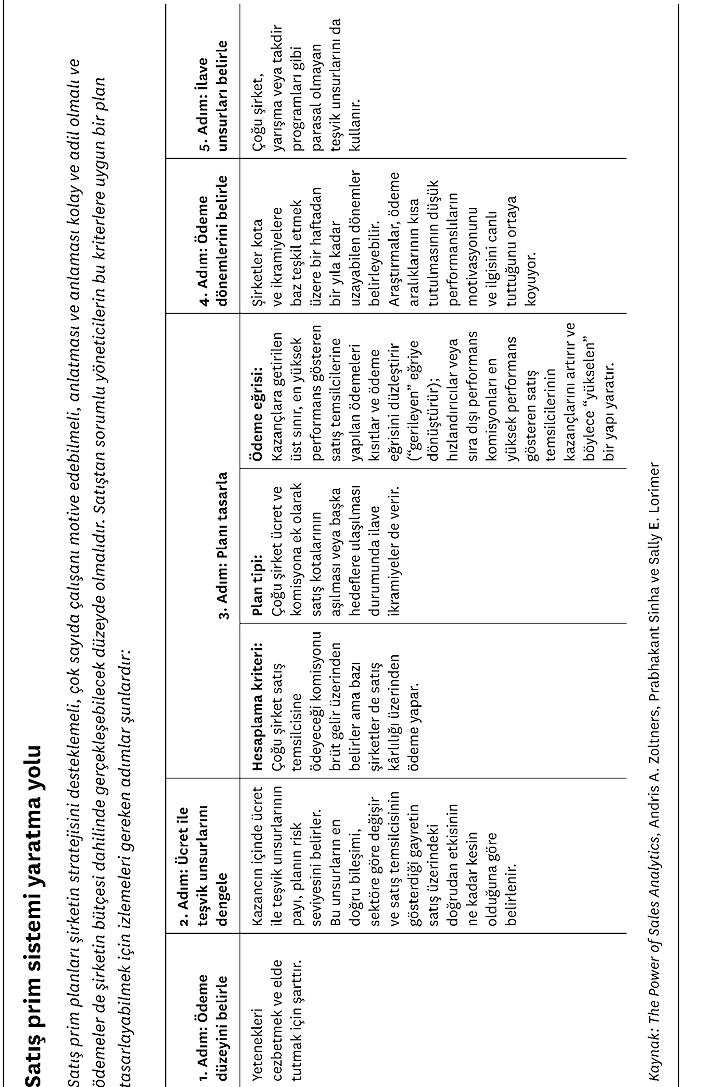 Satış prim sistemi yaratma yolu
Satış prim planları şirketin stratejisini desteklemeli, çok sayıda çalışanı motive edebilmeli, anlatması ve anlaması kolay ve adil olmalı ve
ödemeler de şirketin bütçesi dahilinde gerçekleşebilecek düzeyde olmalıdır. Satıştan sorumlu yöneticilerin bu kriterlere uygun bir plan
tasarlayabilmek için izlemeleri gereken adımlar şunlardır:
1. Adım: Ödeme
düzeyini belirle
Yetenekleri
cezbetmek ve elde
tutmak için şarttır.
2. Adım: Ücret ile
teşvik unsurlarını
dengele
Kazancın içinde ücret
ile teşvik unsurlarının
payı, planın risk
seviyesini belirler.
Bu unsurların en
doğru bileşimi,
sektöre göre değişir
ve satış temsilcisinin
gösterdiği gayretin
satış üzerindeki
doğrudan etkisinin
ne kadar kesin
olduğuna göre
belirlenir.
3. Adım: Planı tasarla
Hesaplama kriteri:
Çoğu şirket satış
temsilcisine
ödeyeceği komisyonu
brüt gelir üzerinden
belirler ama bazı
şirketler de satış
kârlılığı üzerinden
ödeme yapar.
Plan tipi:
Çoğu şirket ücret ve
komisyona ek olarak
satış kotalarının
aşılması veya başka
hedeflere ulaşılması
durumunda ilave
ikramiyeler de verir.
Ödeme eğrisi:
Kazançlara getirilen
üst sınır, en yüksek
performans gösteren
satış temsilcilerine
yapılan ödemeleri
kısıtlar ve ödeme
eğrisini düzleştirir
(“gerileyen” eğriye
dönüştürür);
hızlandırıcılar veya
sıra dışı performans
komisyonları en
yüksek performans
gösteren satış
temsilcilerinin
kazançlarını artırır ve
böylece “yükselen”
bir yapı yaratır.
4. Adım: Ödeme
dönemlerini belirle
Şirketler kota
ve ikramiyelere
baz teşkil etmek
üzere bir haftadan
bir yıla kadar
uzayabilen dönemler
belirleyebilir.
Araştırmalar, ödeme
aralıklarının kısa
tutulmasının düşük
performanslıların
motivasyonunu
ve ilgisini canlı
tuttuğunu ortaya
koyuyor.
5. Adım: İlave
unsurları belirle
Çoğu şirket,
yarışma veya takdir
programları gibi
parasal olmayan
teşvik unsurlarını da
kullanır.
Kaynak: The Power of Sales Analytics, Andris A. Zoltners, Prabhakant Sinha ve Sally E. Lorimer